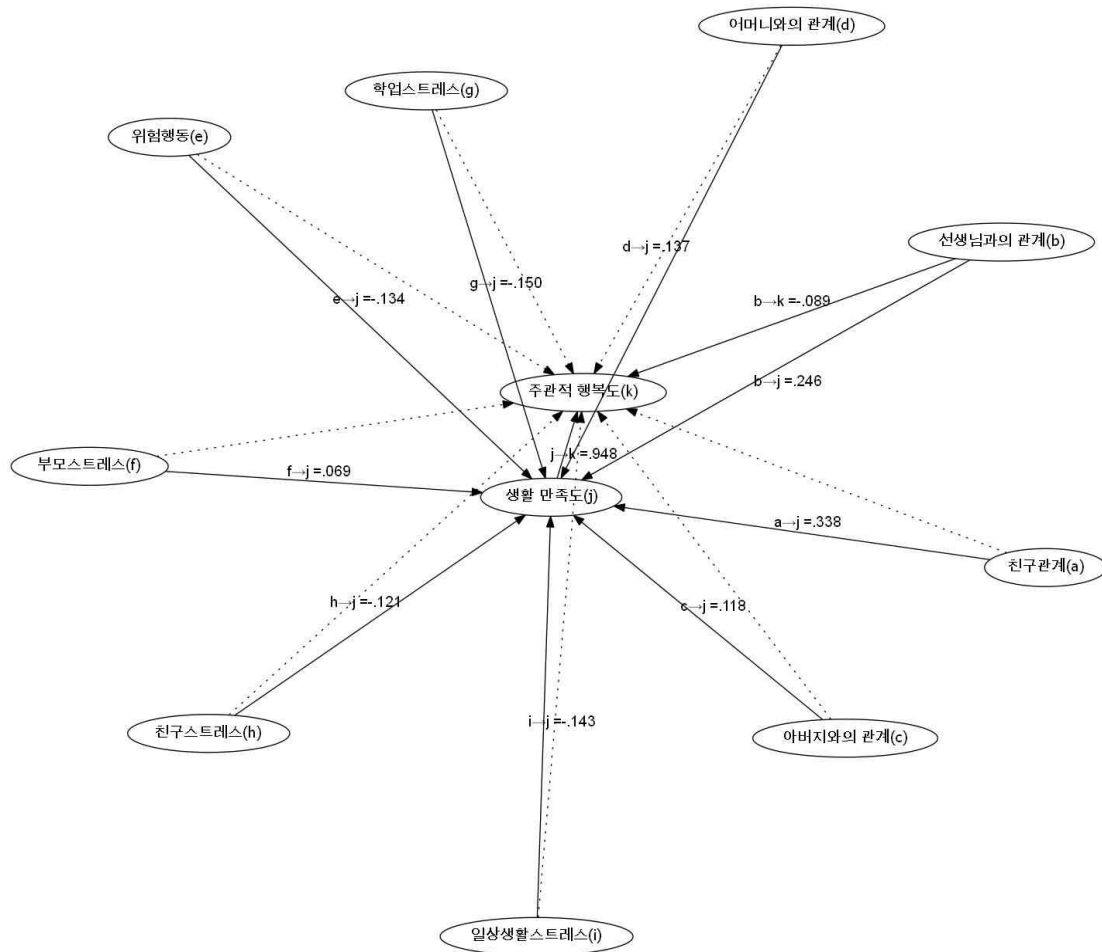 어머니와의 관계(d)
학업스트레스(g)
위험행동(e)
선생님과의 관계(b)
d→j =.137
g→j =-.150
e→j =-.134
b→k =-.089
b→j =.246
주관적 행복도(k)
j→k =.948
부모스트레스(f)
f→j =.069
생활 만족도(j)
a→j =.338
친구관계(a)
h→j =-.121
c→j =.118
i→j =-.143
친구스트레스(h)
아버지와의 관계(c)
일상생활스트레스(i)